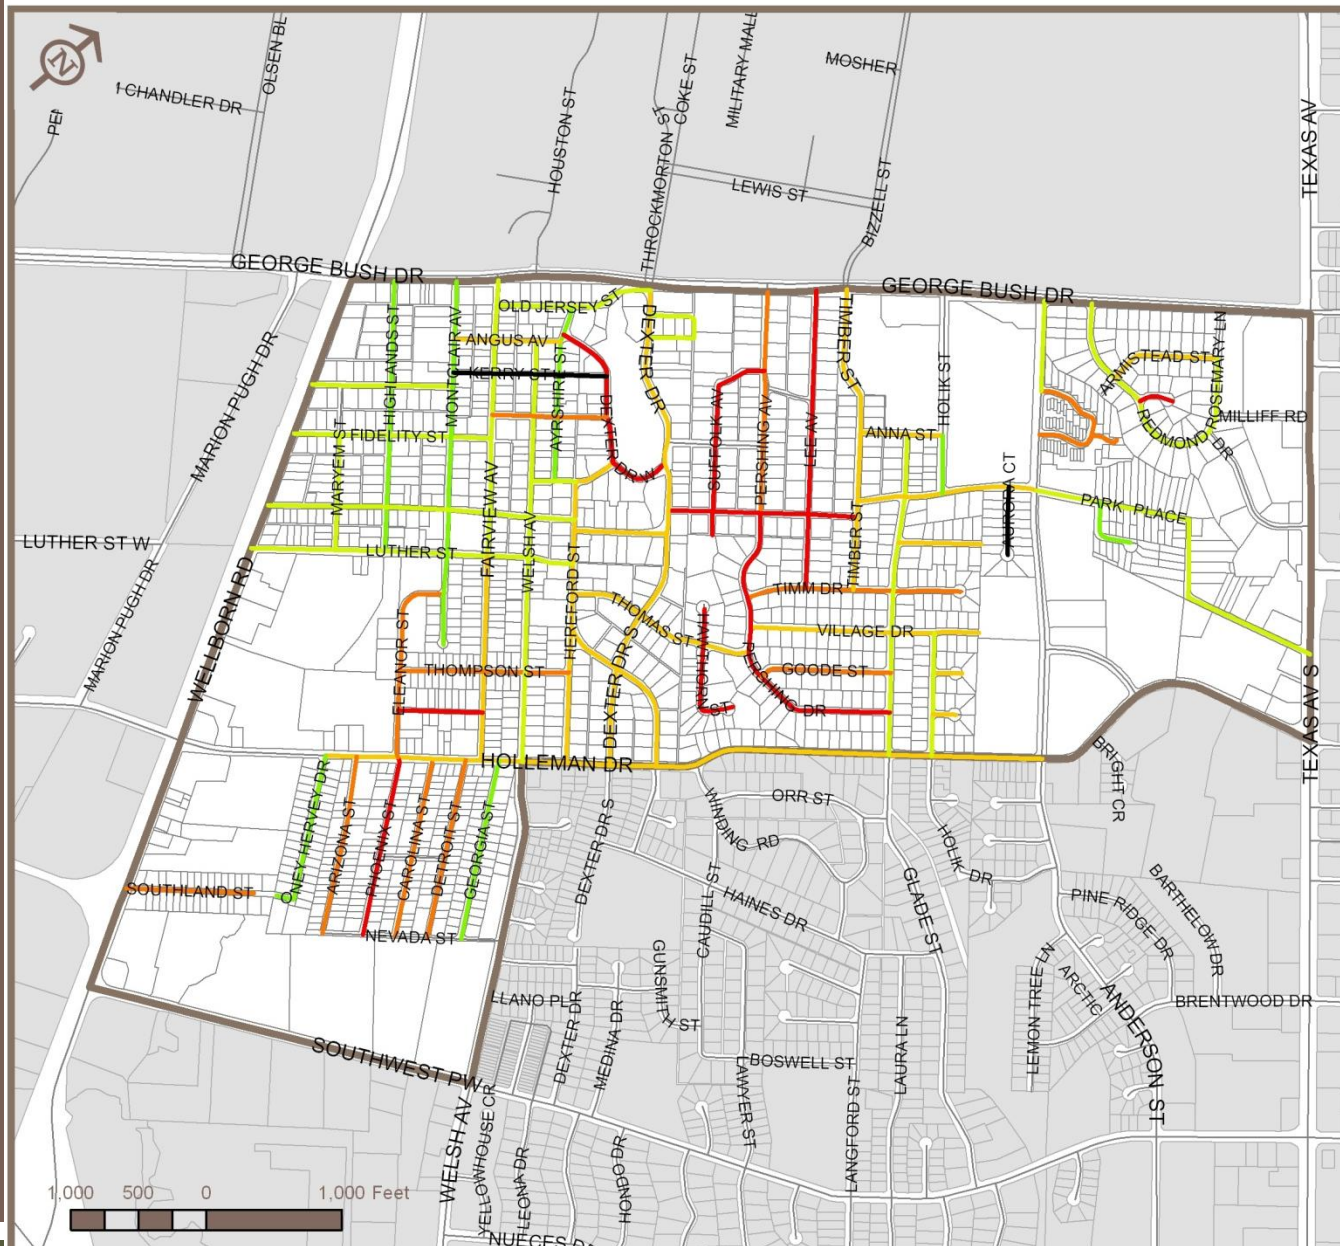 N
CHANDLER DR
OLSEN BL
HOUSTON ST
THROCKMORTON ST
COKE ST
MILITARY MALL
MOSHER
LEWIS ST
BIZZELL ST
TEXAS AV
GEORGE BUSH DR
GEORGE BUSH DR
MARION PUGH DR
HIGHLANDS ST
MONTCLAIR AV
OLD JERSEY ST
ANGUS AV
KERRY ST
AYRSHIRE ST
DEXTER DR N
DEXTER DR
SUFFOLK AV
PERSHING AV
LEE AV
TIMBER ST
ANNA ST
HOLIK ST
AURORA CT
ARMISTEAD ST
ROSEMARY LN
REDMOND DR
MILLIFF RD
PARK PLACE
FIDELITY ST
MARYEM ST
FAIRVIEW AV
WELSH AV
LUTHER ST W
LUTHER ST
MARION PUGH DR
WELLBORN RD
HEREFORD ST
THOMAS ST
TIMBER ST
TIMM DR
VILLAGE DR
ELEANOR ST
THOMPSON ST
DEXTER DR S
HAWTHORN ST
PERSHING DR
GOODE ST
HOLLEMAN DR
TEXAS AV S
BRIGHT CR
ONEY HERVEY DR
ARIZONA ST
PHOENIX ST
CAROLINA ST
DETROIT ST
GEORGIA ST
SOUTHLAND ST
NEVADA ST
DEXTER DR S
WINDING RD
ORR ST
HOLIK DR
CAUDILL ST
HAINES DR
GLADE ST
PINE RIDGE DR
BARTHELOW DR
LEMON TREE LN
ARCTIC
ANDERSON ST
BRENTWOOD DR
GUNSMITH ST
LLANO PL
DEXTER DR
MEDINA DR
BOSWELL ST
LAURA LN
SOUTHWEST PW
WELSH AV
YELLOWHOUSE CR
LEONA DR
HONDO DR
LAWYER ST
LANGFORD ST
1,000 500 0 1,000 Feet